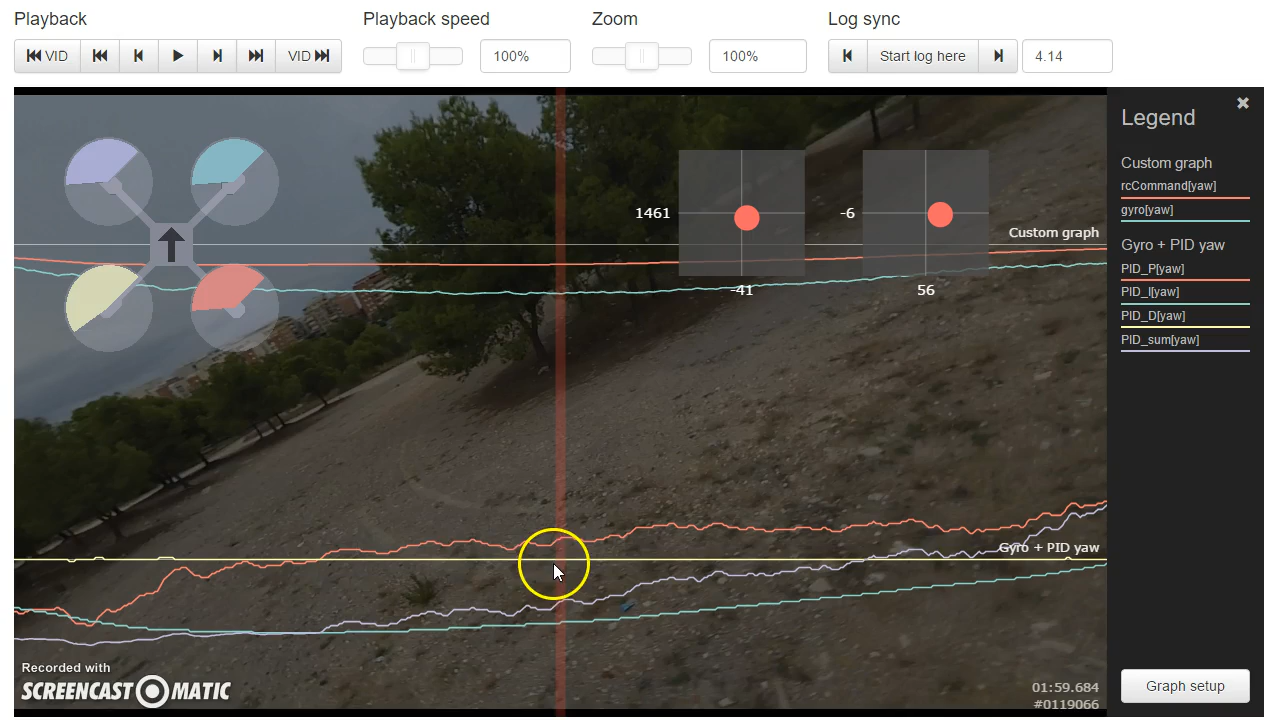 Playback
Playback speed
Zoom
Log sync
VID
VID
100%
100%
Start log here
4.14
Legend
Custom graph
rcCommand[yaw]
gyro[yaw]
Gyro + PID yaw
PID_P[yaw]
PID_I[yaw]
PID_D[yaw]
PID_sum[yaw]
1461
-41
-6
56
Custom graph
Gyro + PID yaw
Recorded with
SCREENCAST MATIC
01:59.684
#0119066
Graph setup